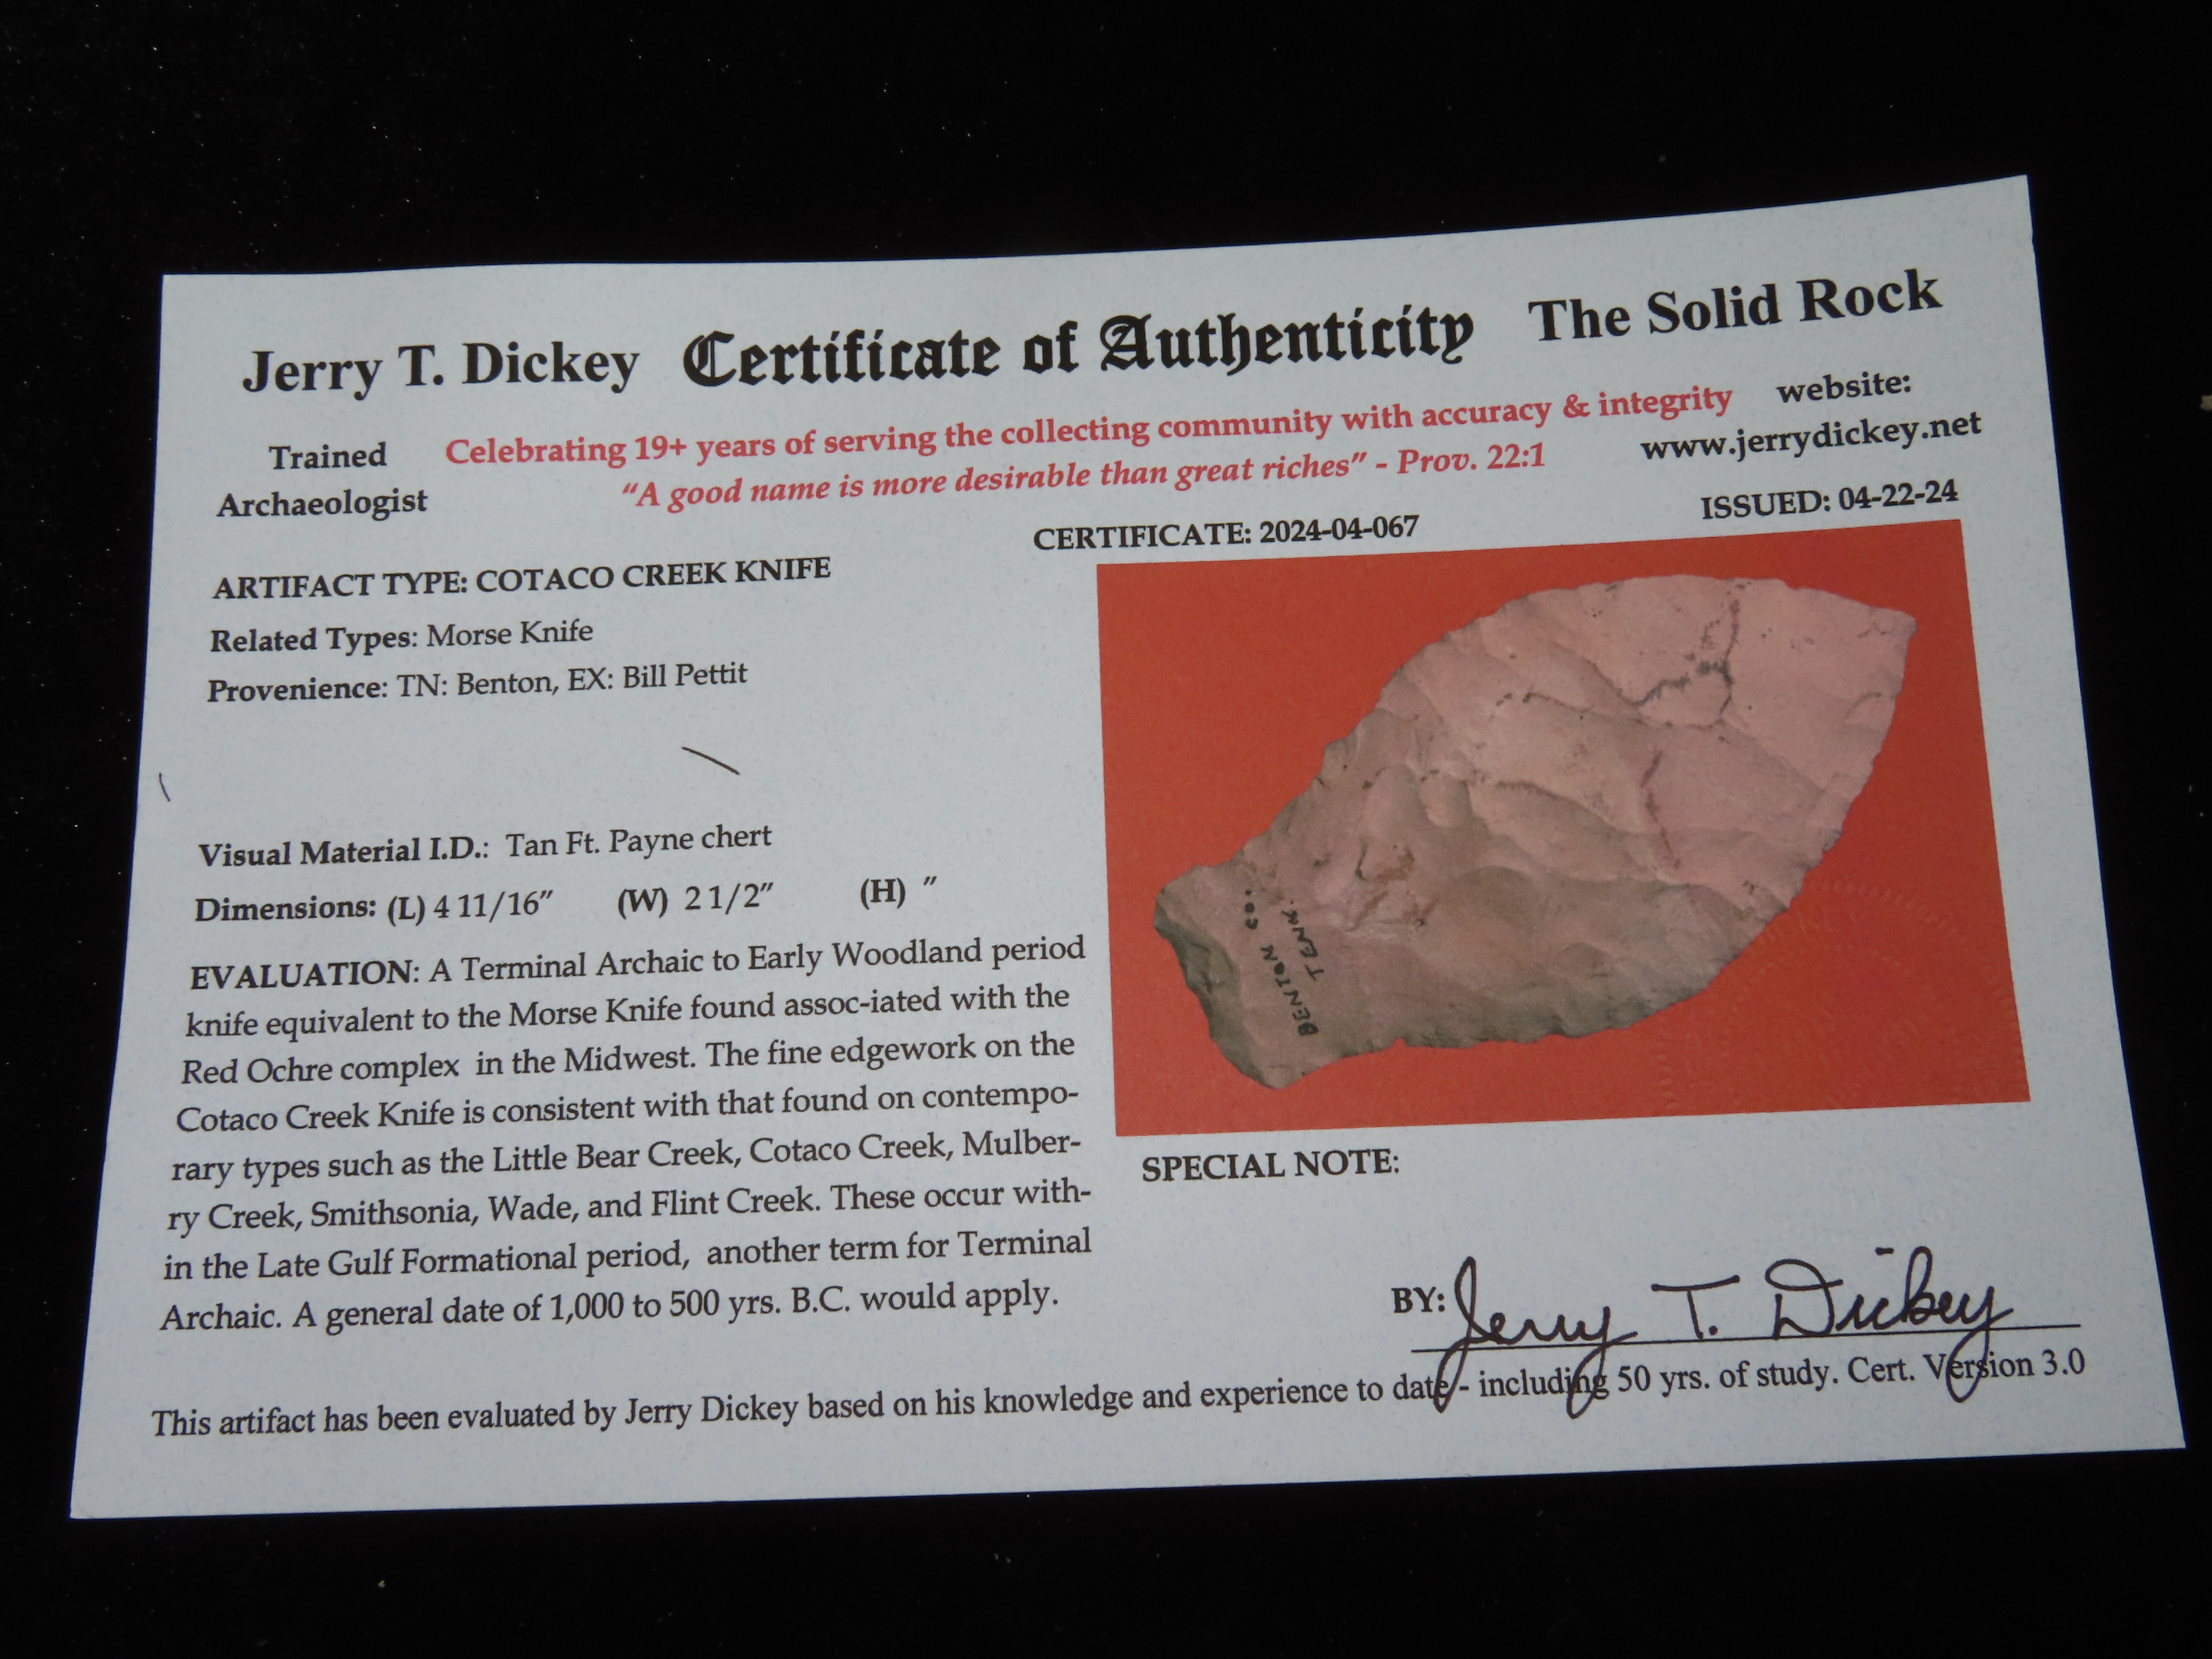 Jerry T. Dickey Certificate of Authenticity The Solid Rock
Trained
Archaeologist
Celebrating 19+ years of serving the collecting community with accuracy & integrity
"A good name is more desirable than great riches" - Prov. 22:1
website:
www.jerrydickey.net
CERTIFICATE: 2024-04-067
ISSUED: 04-22-24
ARTIFACT TYPE: COTACO CREEK KNIFE
Related Types: Morse Knife
Provenience: TN: Benton, EX: Bill Pettit
Visual Material I.D.: Tan Ft. Payne chert
Dimensions: (L) 4 11/16" (W) 2 1/2" (H) "
EVALUATION: A Terminal Archaic to Early Woodland period
knife equivalent to the Morse Knife found assoc-iated with the
Red Ochre complex in the Midwest. The fine edgework on the
Cotaco Creek Knife is consistent with that found on contempo-
rary types such as the Little Bear Creek, Cotaco Creek, Mulber-
ry Creek, Smithsonia, Wade, and Flint Creek. These occur with-
in the Late Gulf Formational period, another term for Terminal
Archaic. A general date of 1,000 to 500 yrs. B.C. would apply.
BENTON CO.
TENN.
SPECIAL NOTE:
BY: Jerry T. Dickey
This artifact has been evaluated by Jerry Dickey based on his knowledge and experience to date - including 50 yrs. of study. Cert. Version 3.0